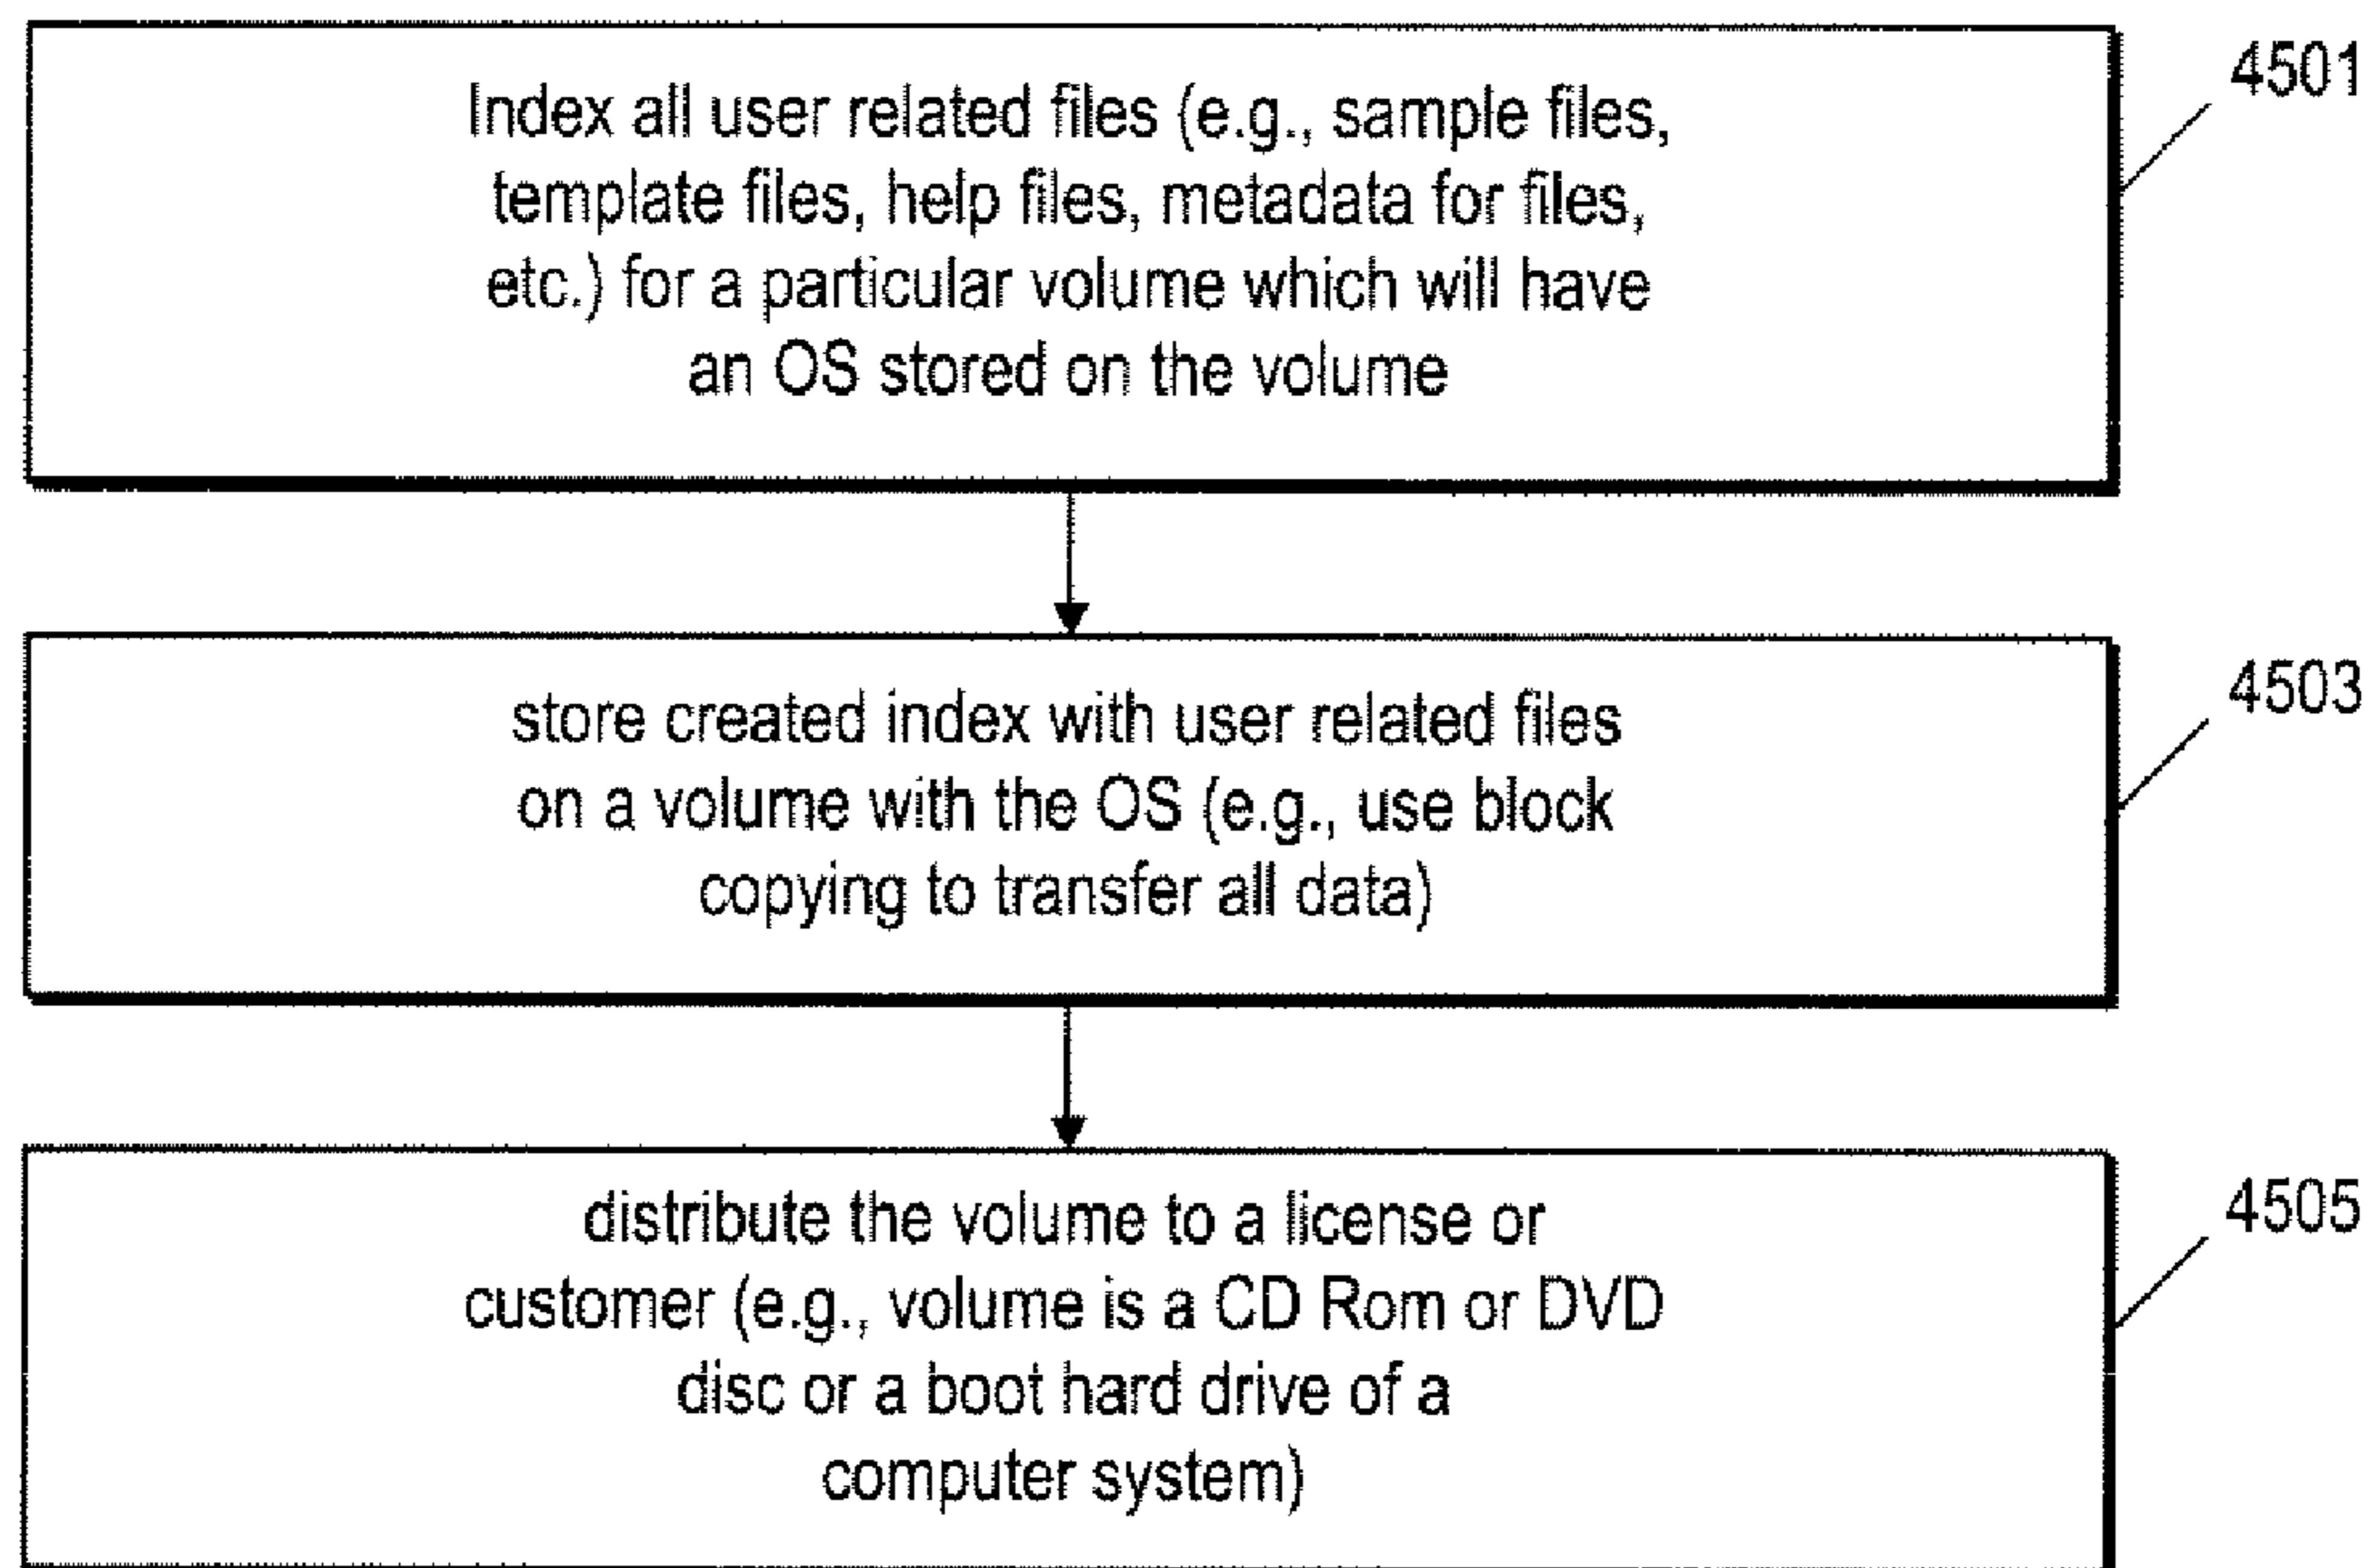 Index all user related files (e.g., sample files,
template files, help files, metadata for files,
etc.) for a particular volume which will have
an OS stored on the volume
4501
store created index with user related files
on a volume with the OS (e.g., use block
copying to transfer all data)
4503
distribute the volume to a license or
customer (e.g., volume is a CD Rom or DVD
disc or a boot hard drive of a
computer system)
4505